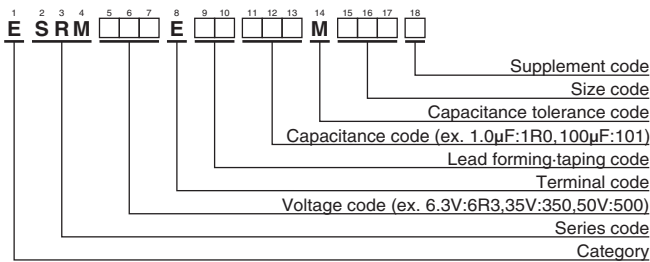 1 2 3 4 5 6 7 8 9 10 11 12 13 14 15 16 17 18
E SRM □□□ E □□ □□□ M □□□ □
Supplement code
Size code
Capacitance tolerance code
Capacitance code (ex. 1.0μF:1R0,100μF:101)
Lead forming·taping code
Terminal code
Voltage code (ex. 6.3V:6R3,35V:350,50V:500)
Series code
Category